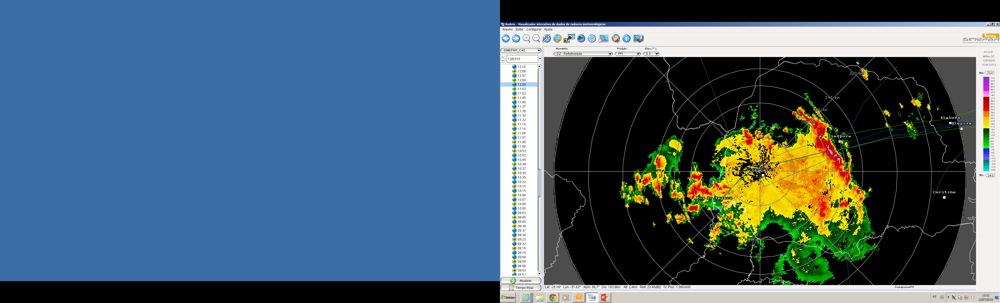 Radvis - Visualizador interativo de dados de radares meteorológicos
Arquivo Exibir Configurar Ajuda
SIMEPAR
SIMEPAR_CAS
Momento: Produto: Elev ( ° ):
DZ - Refletividade PPI 0.3
12/07/15
12:15
12:08
12:07
12:00
12:00
11:53
11:52
11:45
11:45
11:37
11:30
11:30
11:22
11:15
11:15
11:08
11:07
11:00
11:00
10:53
10:52
10:45
10:38
10:37
10:30
10:30
10:22
10:15
10:15
10:08
10:07
10:00
10:00
09:53
09:45
09:45
09:38
09:37
09:30
09:23
09:22
09:15
09:15
09:08
09:00
09:00
08:53
08:52
Atualizar
Tempo Real
320 km
240 km
200 km
160 km
80 km
Itabera
Itapeva
Ivaipora
Cascavel
Foz do Iguacu
Curitiba
PPI 0,3°
480km DZ
12/07/2015
12:00 (UTC)
Max: 72.0
Min: -24.0
Lat: -25.16° Lon: -51.63° Azim: 98,7° Dis: 193,9km Alt: 3,4km Refl: 23.40dBZ Tx. Prec: 1.06mm/h
Guarapuava/PR
Iniciar
PT
13:52
13/07/2015